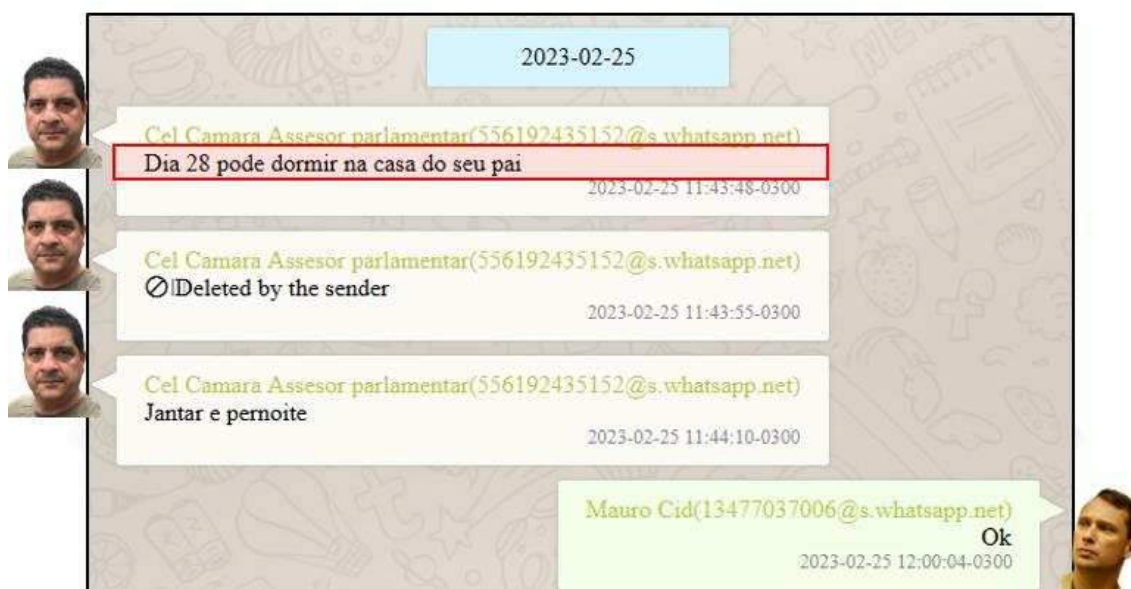 2023-02-25
Cel Camara Assesor parlamentar(556192435152@s.whatsapp.net)
Dia 28 pode dormir na casa do seu pai
2023-02-25 11:43:48-0300
Cel Camara Assesor parlamentar(556192435152@s.whatsapp.net)
Deleted by the sender
2023-02-25 11:43:55-0300
Cel Camara Assesor parlamentar(556192435152@s.whatsapp.net)
Jantar e pernoite
2023-02-25 11:44:10-0300
Mauro Cid(13477037006@s.whatsapp.net)
Ok
2023-02-25 12:00:04-0300